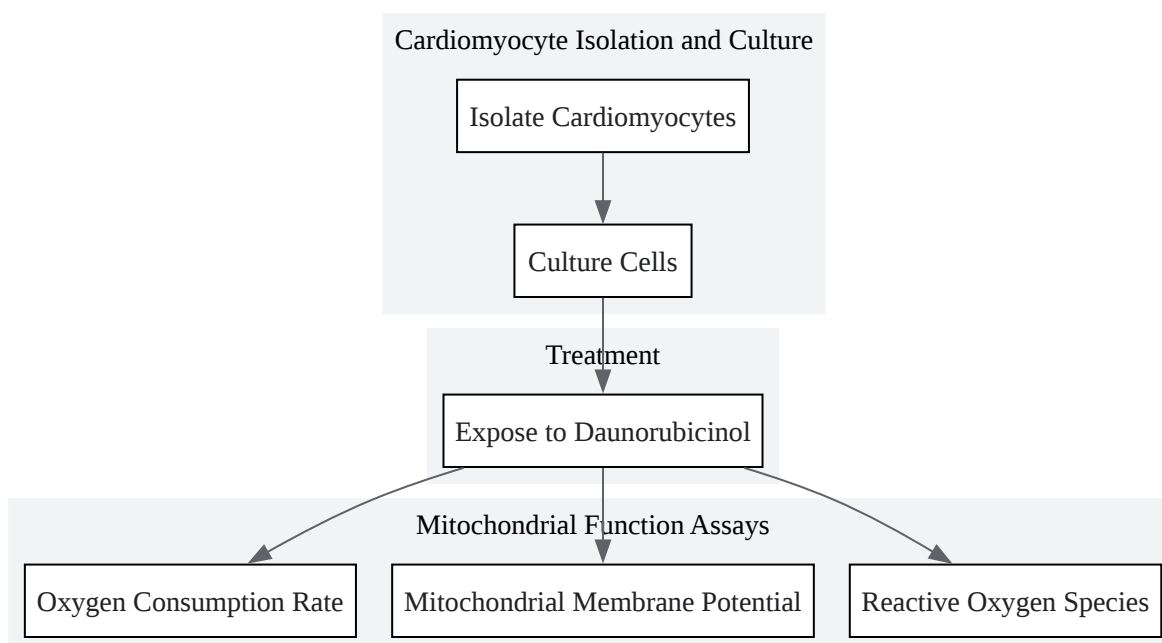 Cardiomyocyte Isolation and Culture
Isolate Cardiomyocytes
Culture Cells
Treatment
Expose to Daunorubicinol
Mitochondrial Function Assays
Oxygen Consumption Rate
Mitochondrial Membrane Potential
Reactive Oxygen Species